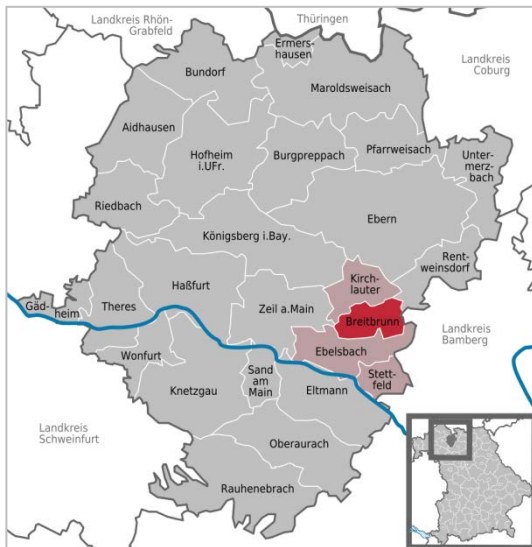 Landkreis Rhön-
Grabfeld
Thüringen
Landkreis
Coburg
Ermers-
hausen
Bundorf
Maroldsweisach
Aidhausen
Hofheim
i.UFr.
Burgpreppach
Pfarrweisach
Unter-
merz-
bach
Riedbach
Ebern
Königsberg i.Bay.
Rent-
weinsdorf
Kirch-
lauter
Gäd-
heim
Theres
Haßfurt
Zeil a.Main
Breitbrunn
Landkreis
Bamberg
Ebelsbach
Wonfurt
Sand
am
Main
Stett-
feld
Knetzgau
Eltmann
Landkreis
Schweinfurt
Oberaurach
Rauhenebrach